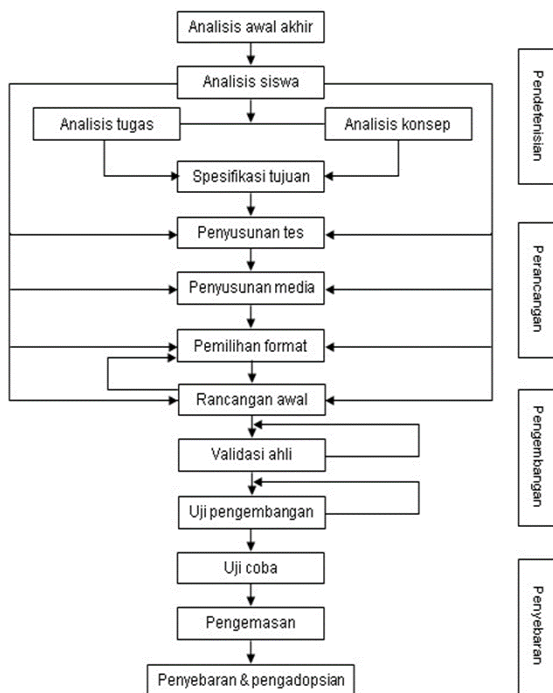 Analisis awal akhir
Analisis siswa
Analisis tugas
Analisis konsep
Spesifikasi tujuan
Penyusunan tes
Penyusunan media
Pemilihan format
Rancangan awal
Validasi ahli
Uji pengembangan
Uji coba
Pengemasan
Penyebaran & pengadopsian
Pendefenisian
Perancangan
Pengembangan
Penyebaran